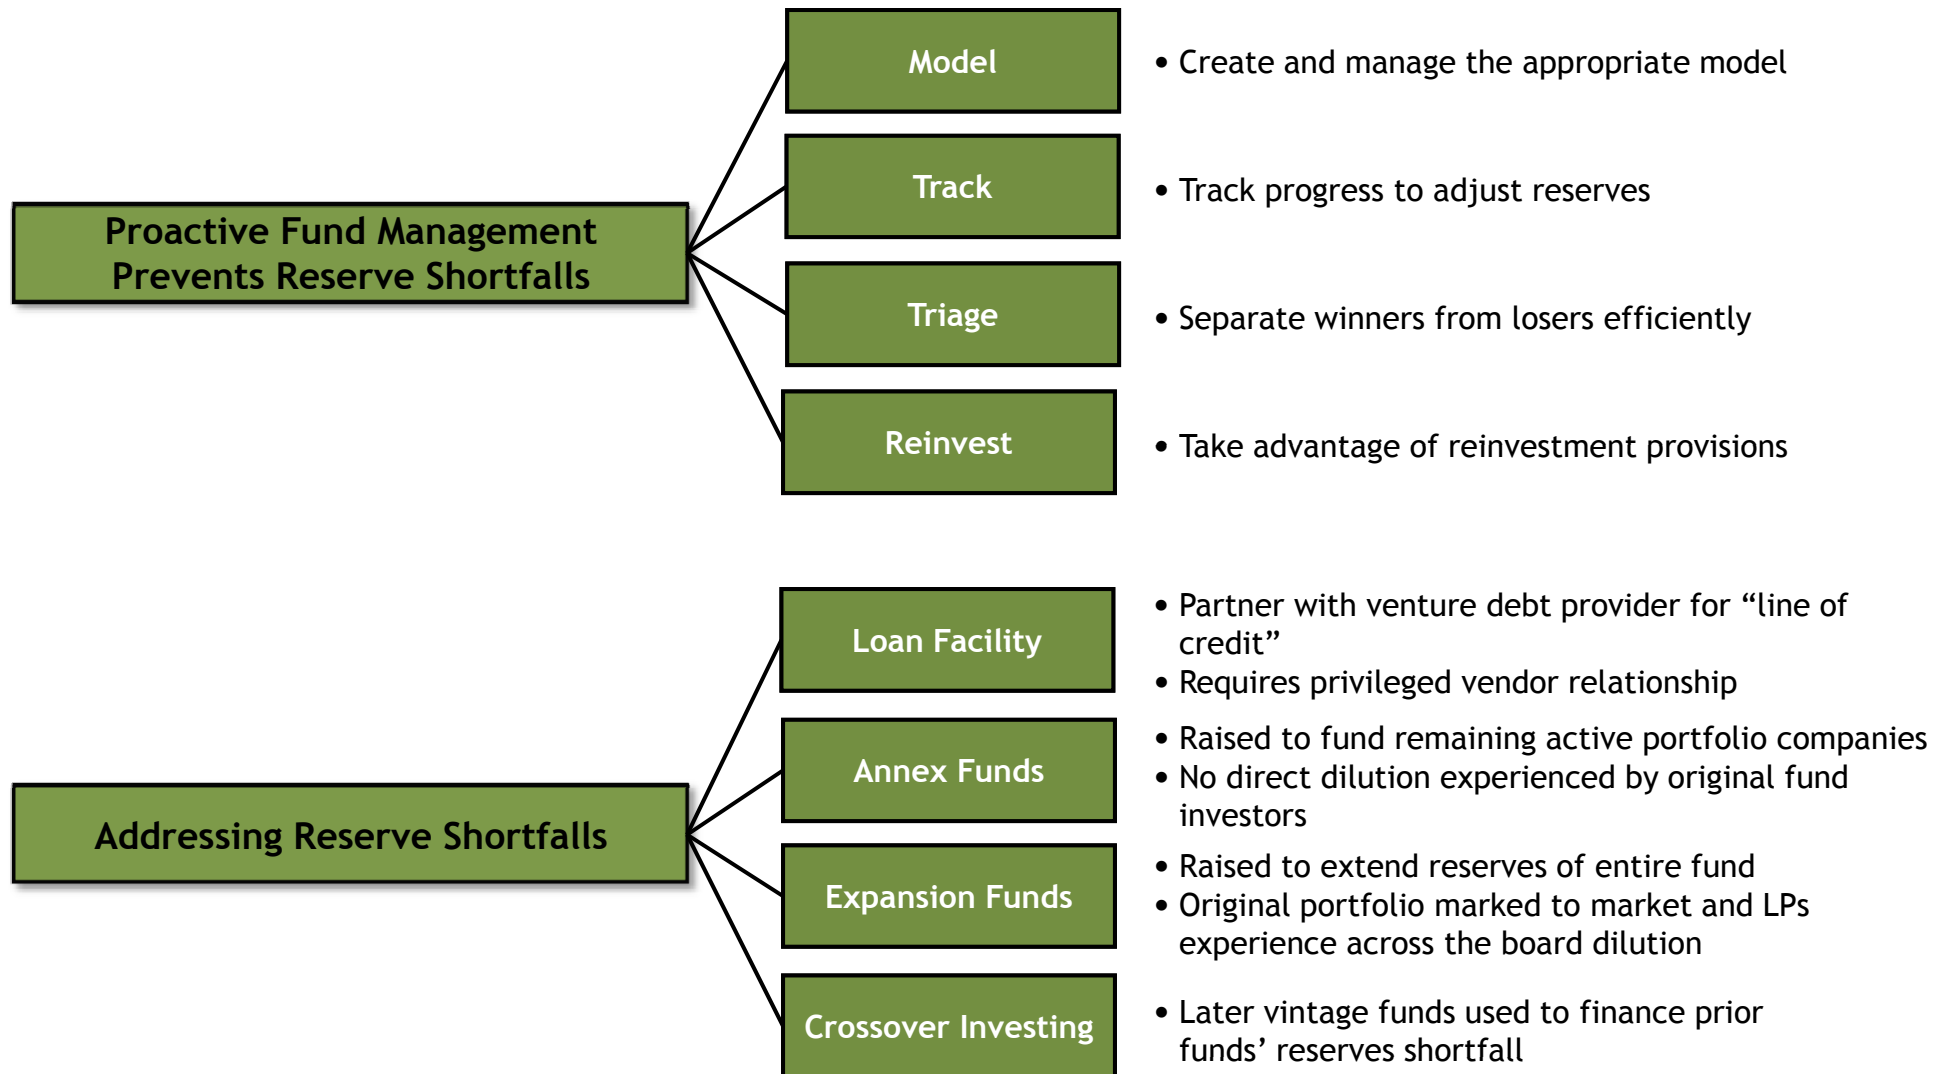 Proactive Fund Management
Prevents Reserve Shortfalls
Model
• Create and manage the appropriate model
Track
• Track progress to adjust reserves
Triage
• Separate winners from losers efficiently
Reinvest
• Take advantage of reinvestment provisions
Addressing Reserve Shortfalls
Loan Facility
• Partner with venture debt provider for “line of
credit”
• Requires privileged vendor relationship
Annex Funds
• Raised to fund remaining active portfolio companies
• No direct dilution experienced by original fund
investors
Expansion Funds
• Raised to extend reserves of entire fund
• Original portfolio marked to market and LPs
experience across the board dilution
Crossover Investing
• Later vintage funds used to finance prior
funds’ reserves shortfall